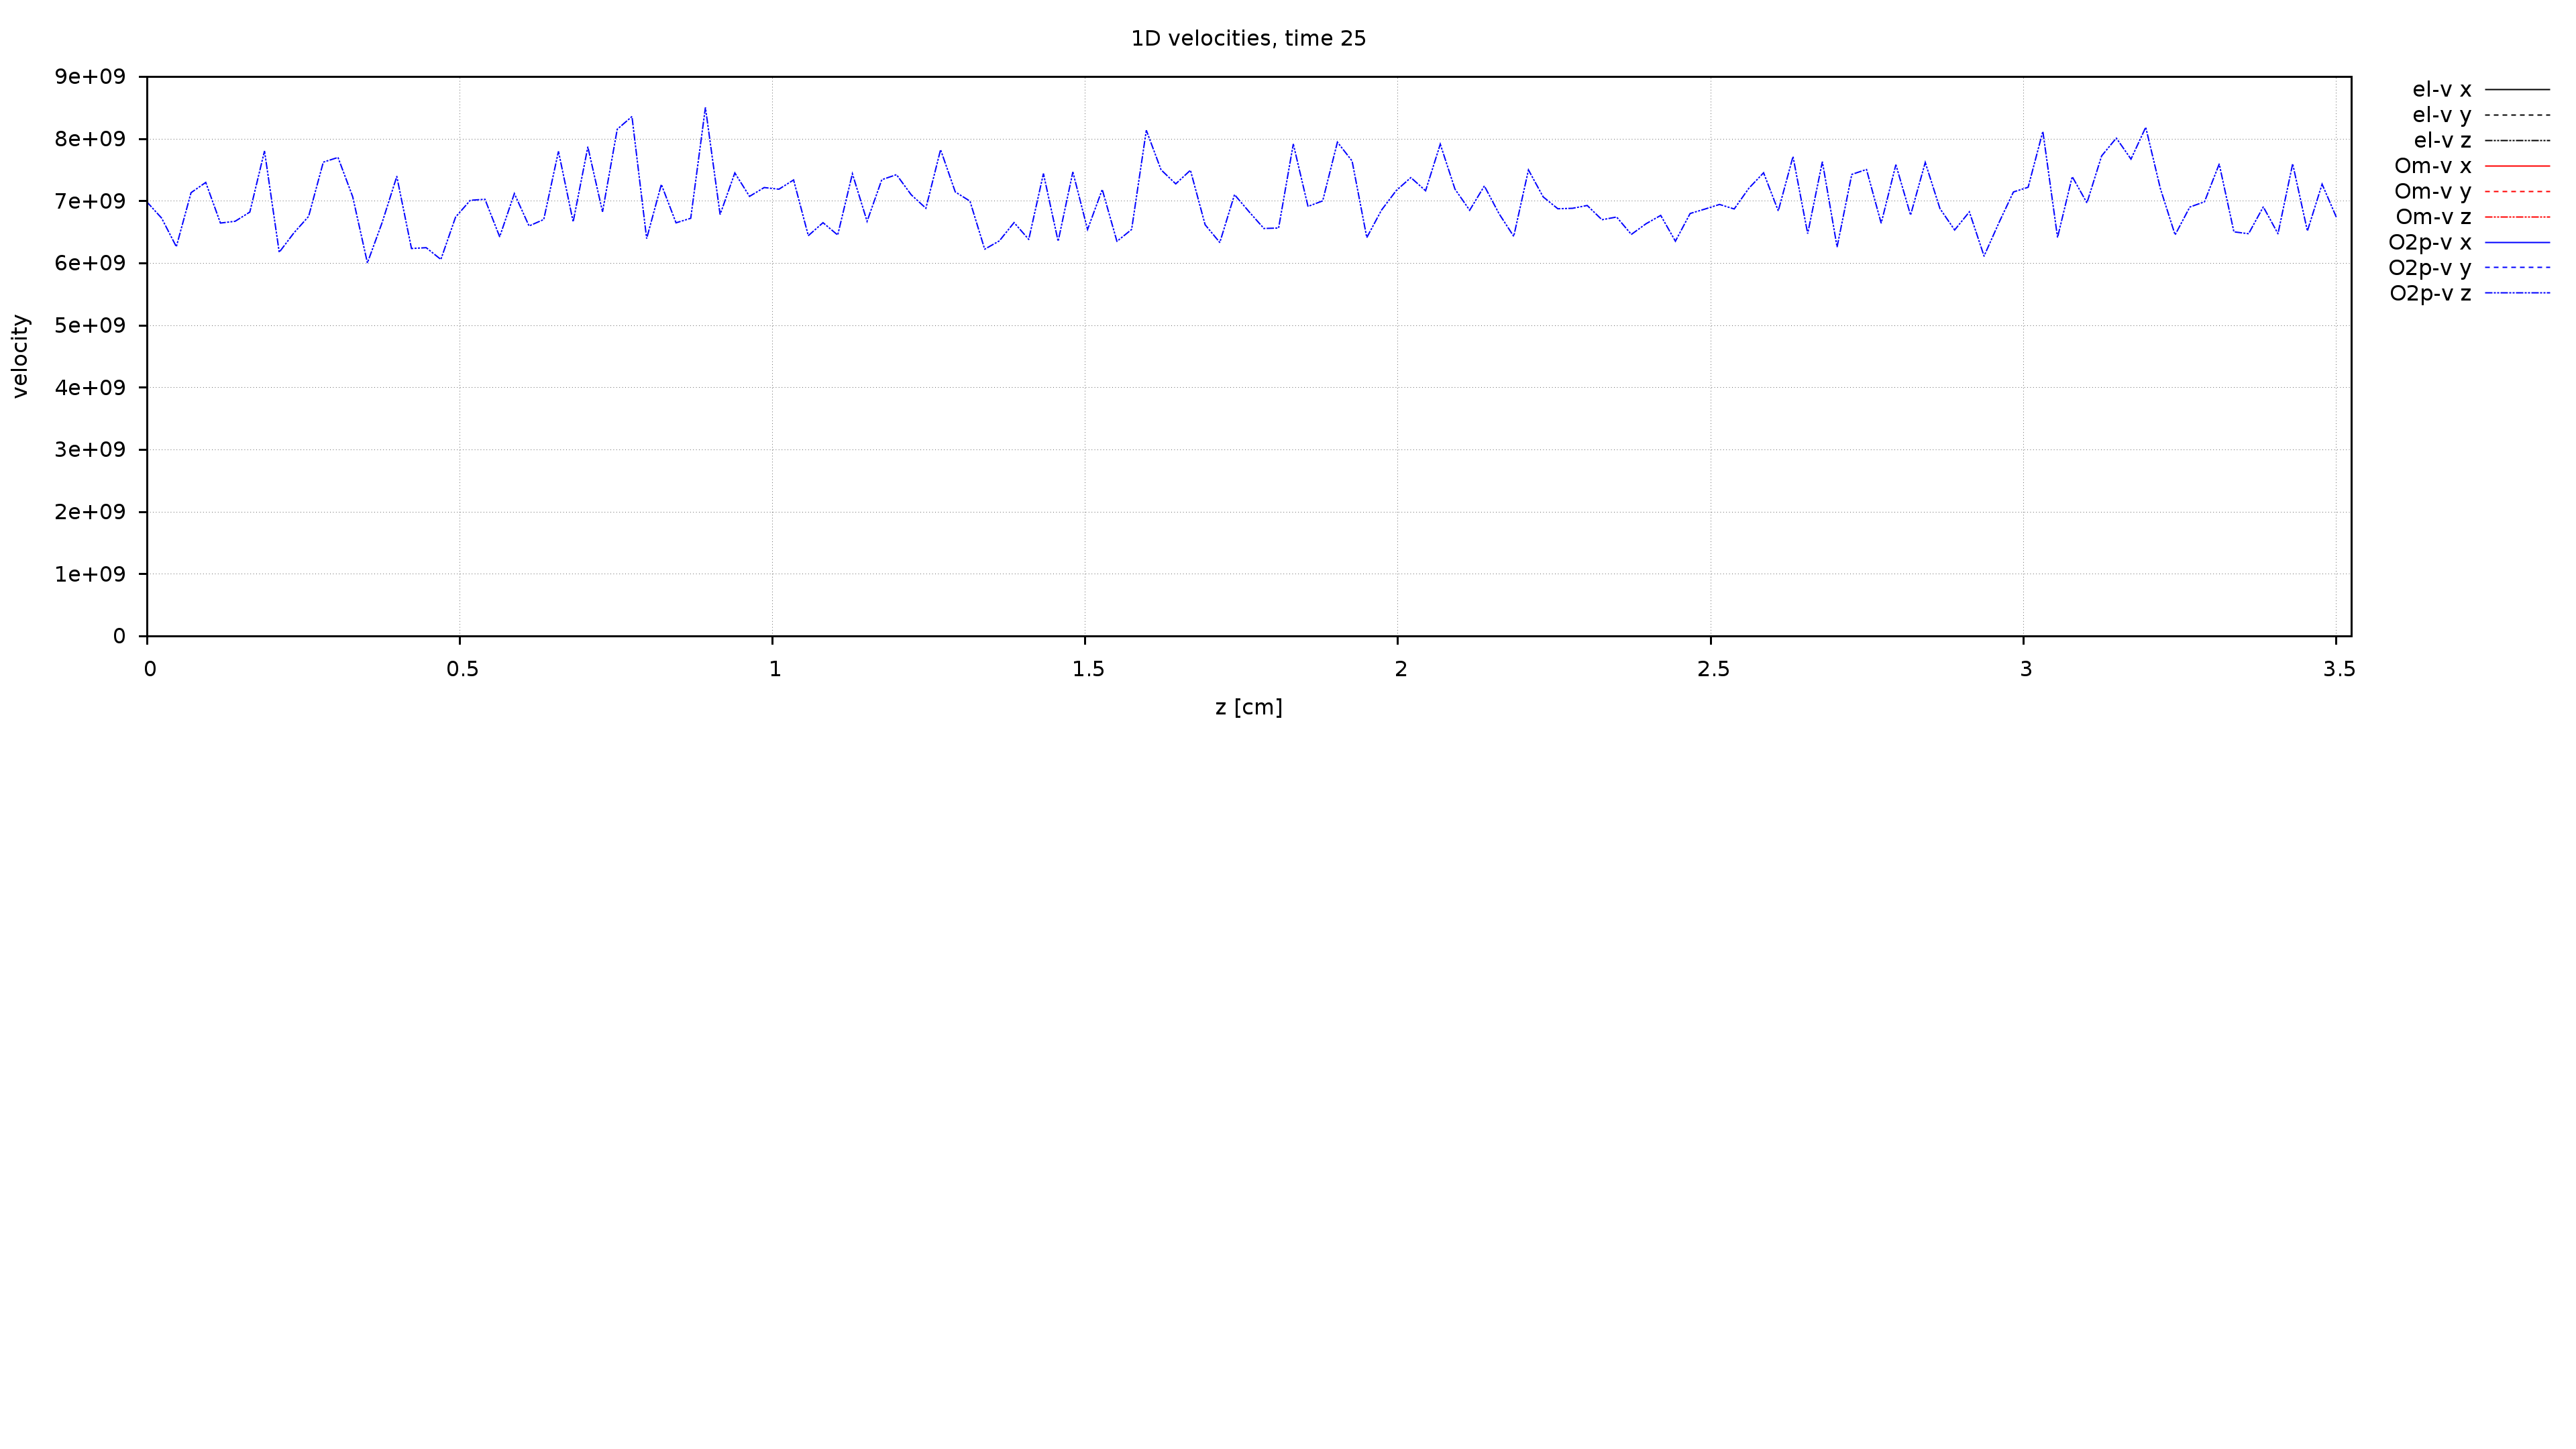 1D velocities, time 25
9e+09
8e+09
7e+09
6e+09
5e+09
4e+09
3e+09
2e+09
1e+09
0
velocity
0 0.5 1 1.5 2 2.5 3 3.5
z [cm]
el-v x
el-v y
el-v z
Om-v x
Om-v y
Om-v z
O2p-v x
O2p-v y
O2p-v z